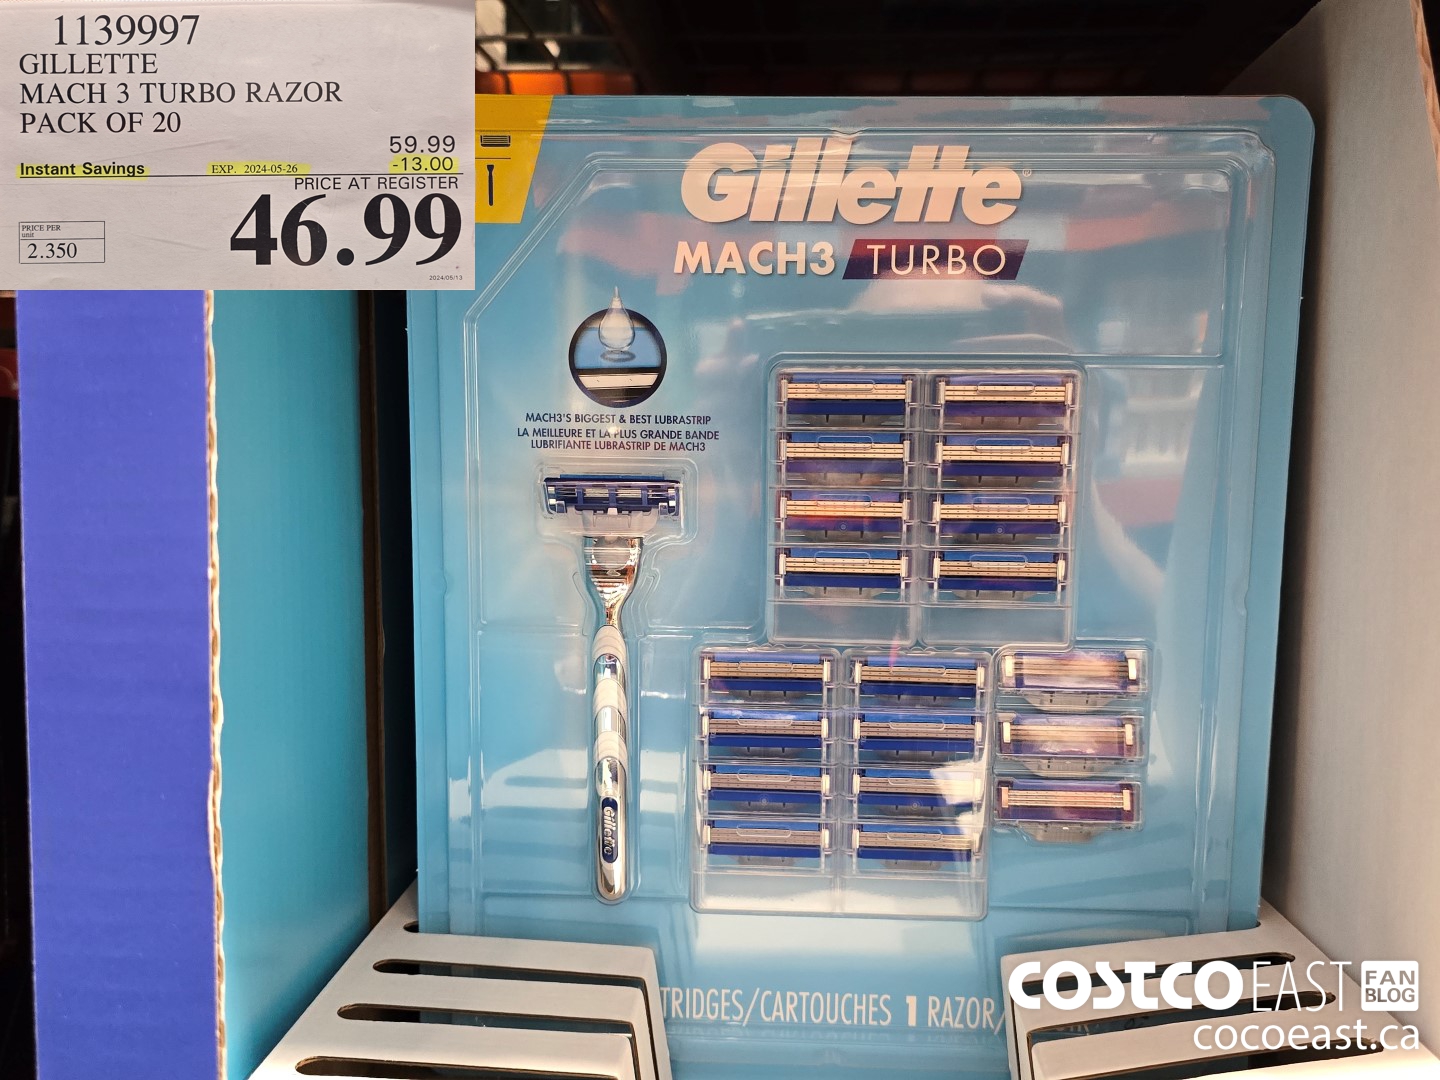 1139997
GILLETTE
MACH 3 TURBO RAZOR
PACK OF 20
59.99
Instant Savings EXP. 2024-05-26 -13.00
PRICE AT REGISTER
46.99
PRICE PER
unit
2.350
2024/05/13
Gillette®
MACH3 TURBO
MACH3'S BIGGEST & BEST LUBRASTRIP
LA MEILLEURE ET LA PLUS GRANDE BANDE
LUBRIFIANTE LUBRASTRIP DE MACH3
Gillette
TRIDGES/CARTOUCHES 1 RAZOR/
COSTCO EAST FAN
BLOG
cocoeast.ca